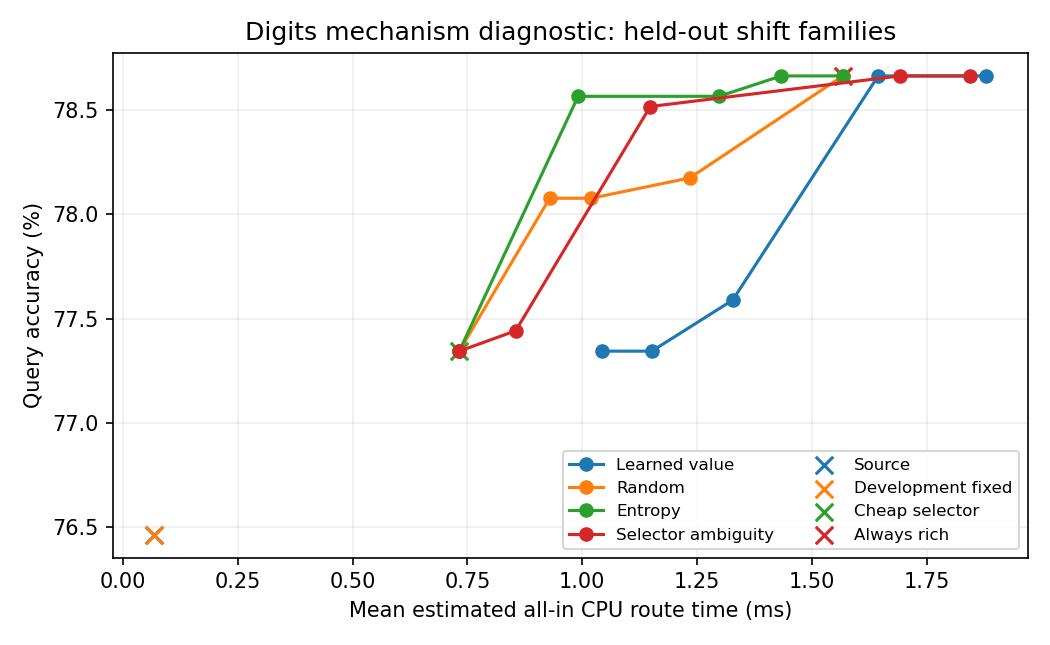 Digits mechanism diagnostic: held-out shift families
Query accuracy (%)
78.5
78.0
77.5
77.0
76.5
0.00 0.25 0.50 0.75 1.00 1.25 1.50 1.75
Mean estimated all-in CPU route time (ms)
Learned value
Random
Entropy
Selector ambiguity
Source
Development fixed
Cheap selector
Always rich